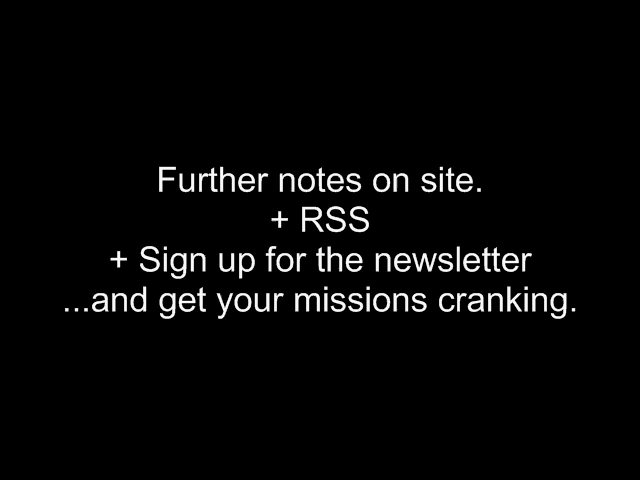 Further notes on site.
+ RSS
+ Sign up for the newsletter
...and get your missions cranking.